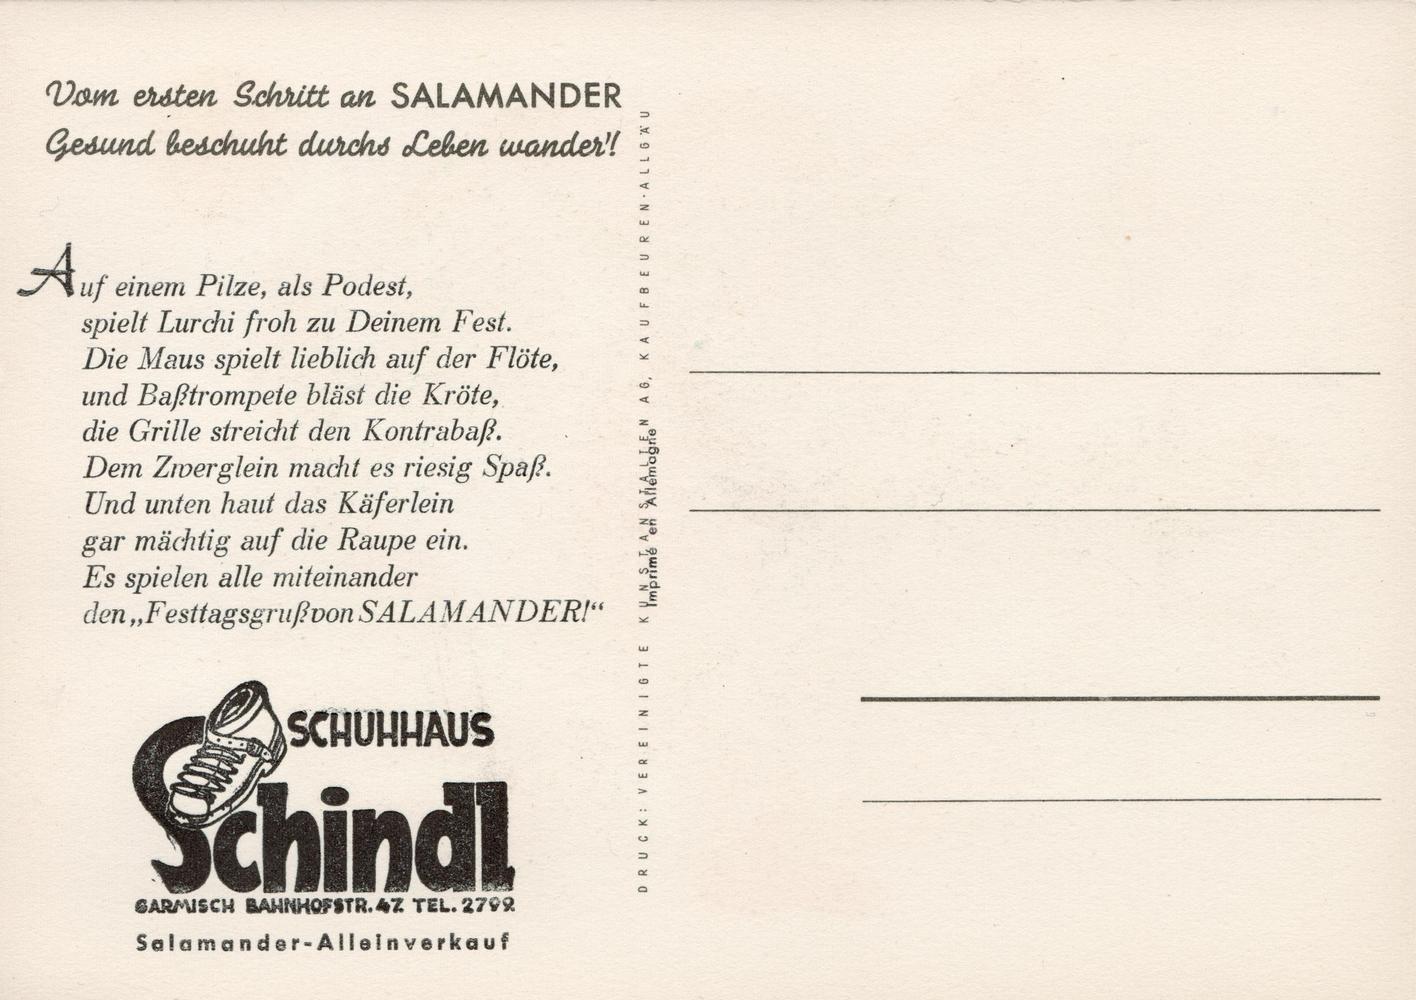 Vom ersten Schritt an SALAMANDER
Gesund beschuht durchs Leben wander'!
Auf einem Pilze, als Podest,
spielt Lurchi froh zu Deinem Fest.
Die Maus spielt lieblich auf der Flöte,
und Baßtrompete bläst die Kröte,
die Grille streicht den Kontrabaß.
Dem Zwerglein macht es riesig Spaß.
Und unten haut das Käferlein
gar mächtig auf die Raupe ein.
Es spielen alle miteinander
den „Festtagsgruß von SALAMANDER!“
SCHUHHAUS
Schindl
GARMISCH BAHNHOFSTR. 47 TEL. 2799
Salamander-Alleinverkauf
DRUCK: VEREINIGTE KUNSTANSTALTEN AG, KAUFBEUREN-ALLGÄU
Imprimé en Allemagne